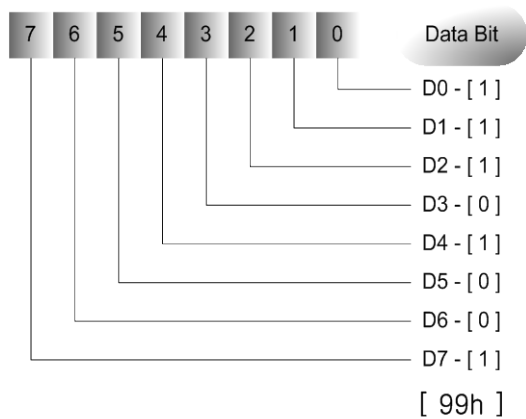 7 6 5 4 3 2 1 0 Data Bit
D0 - [ 1 ]
D1 - [ 1 ]
D2 - [ 1 ]
D3 - [ 0 ]
D4 - [ 1 ]
D5 - [ 0 ]
D6 - [ 0 ]
D7 - [ 1 ]
[ 99h ]